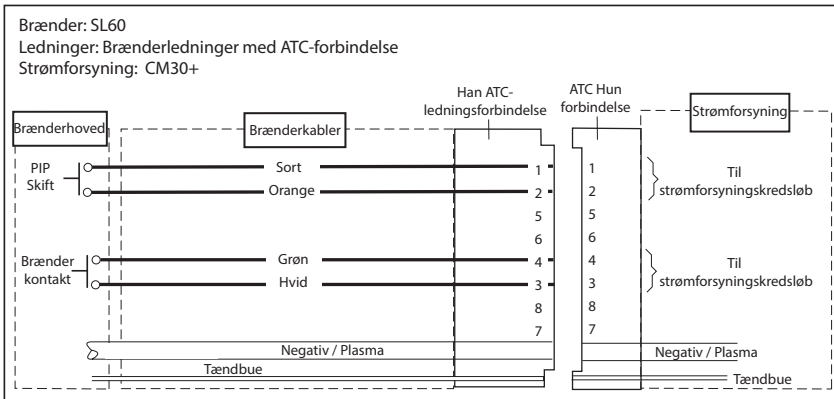 Brænder: SL60
Ledninger: Brænderledninger med ATC-forbindelse
Strømforsyning: CM30+
Han ATC-
ledningsforbindelse
ATC Hun
forbindelse
Strømforsyning
Brænderhoved
Brænderkabler
PIP
Skift
Sort
Orange
1
2
5
6
4
3
8
7
1
2
5
6
4
3
8
7
Til
strømforsyningskredsløb
Brænder
kontakt
Grøn
Hvid
Til
strømforsyningskredsløb
Negativ / Plasma
Negativ / Plasma
Tændbue
Tændbue